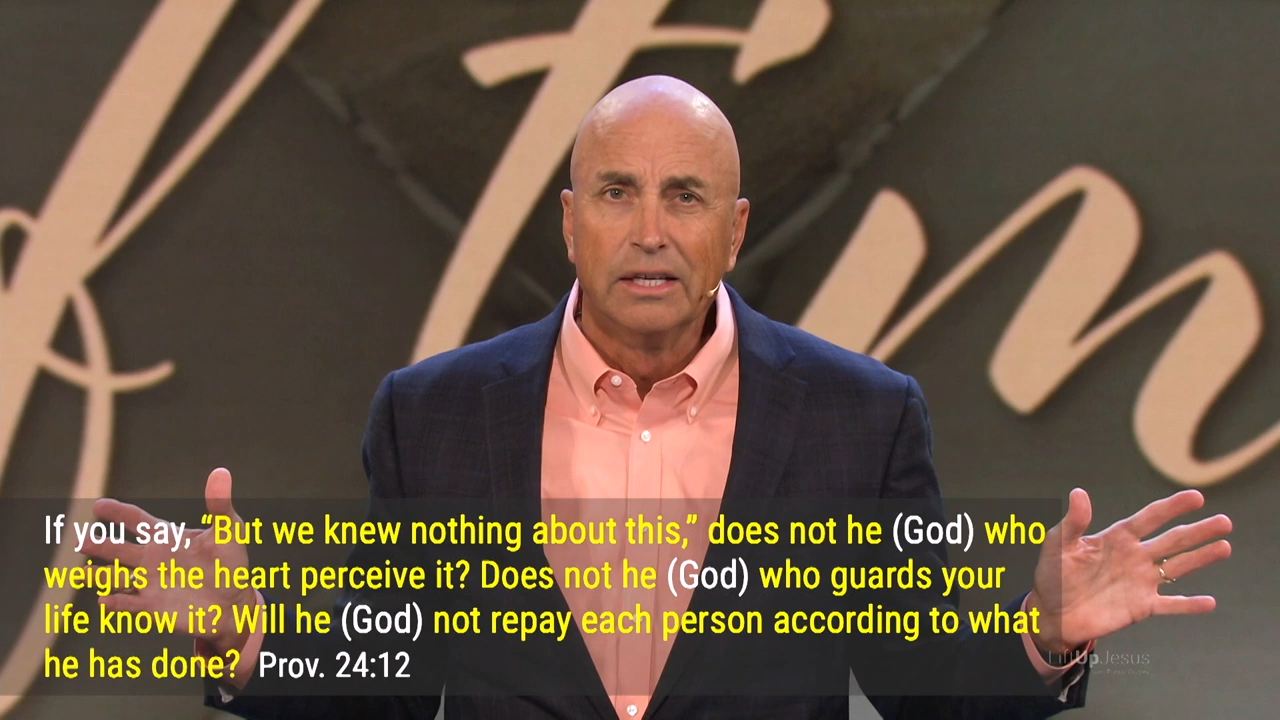 If you say, “But we knew nothing about this,” does not he (God) who
weighs the heart perceive it? Does not he (God) who guards your
life know it? Will he (God) not repay each person according to what
he has done? Prov. 24:12
LiftUpJesus